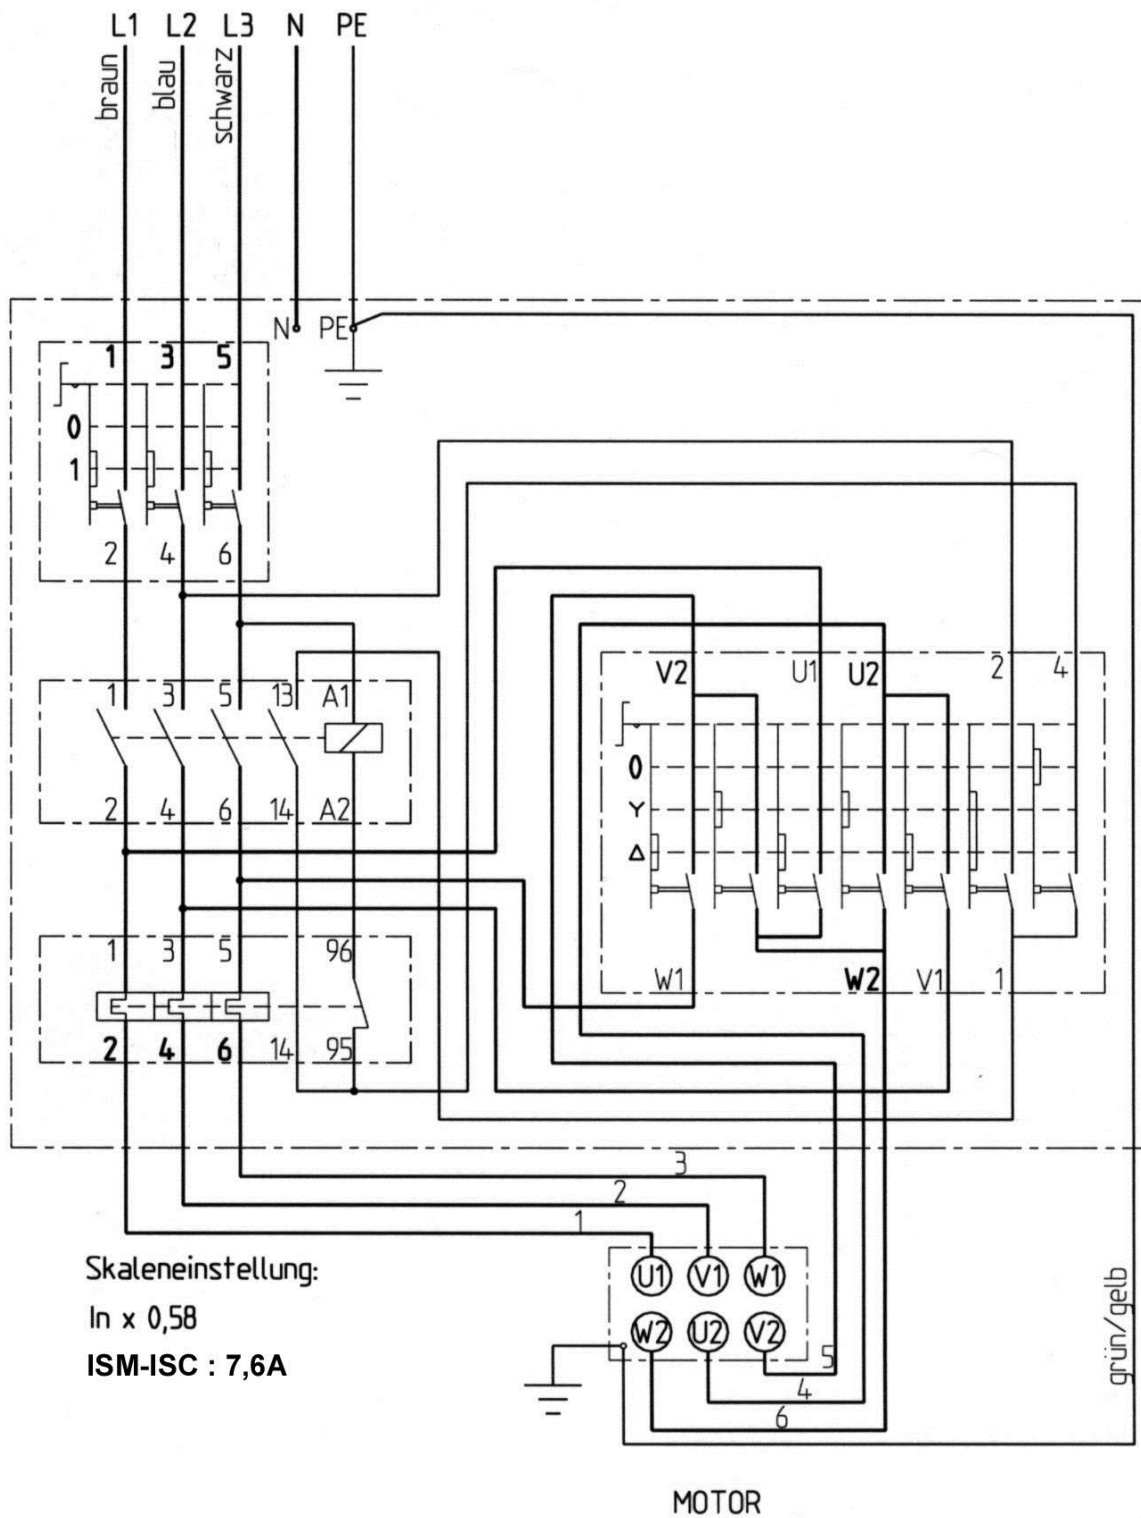 L1 L2 L3 N PE
braun
blau
schwarz
N PE
1 3 5
0
1
2 4 6
1 3 5 13 A1
2 4 6 14 A2
V2 U1 U2 2 4
0
Y
Δ
W1 W2 V1 1
1 3 5 96
2 4 6 14 95
3
2
1
Skaleneinstellung:
In x 0,58
ISM-ISC : 7,6A
U1 V1 W1
W2 U2 V2
5
4
6
grün/gelb
MOTOR